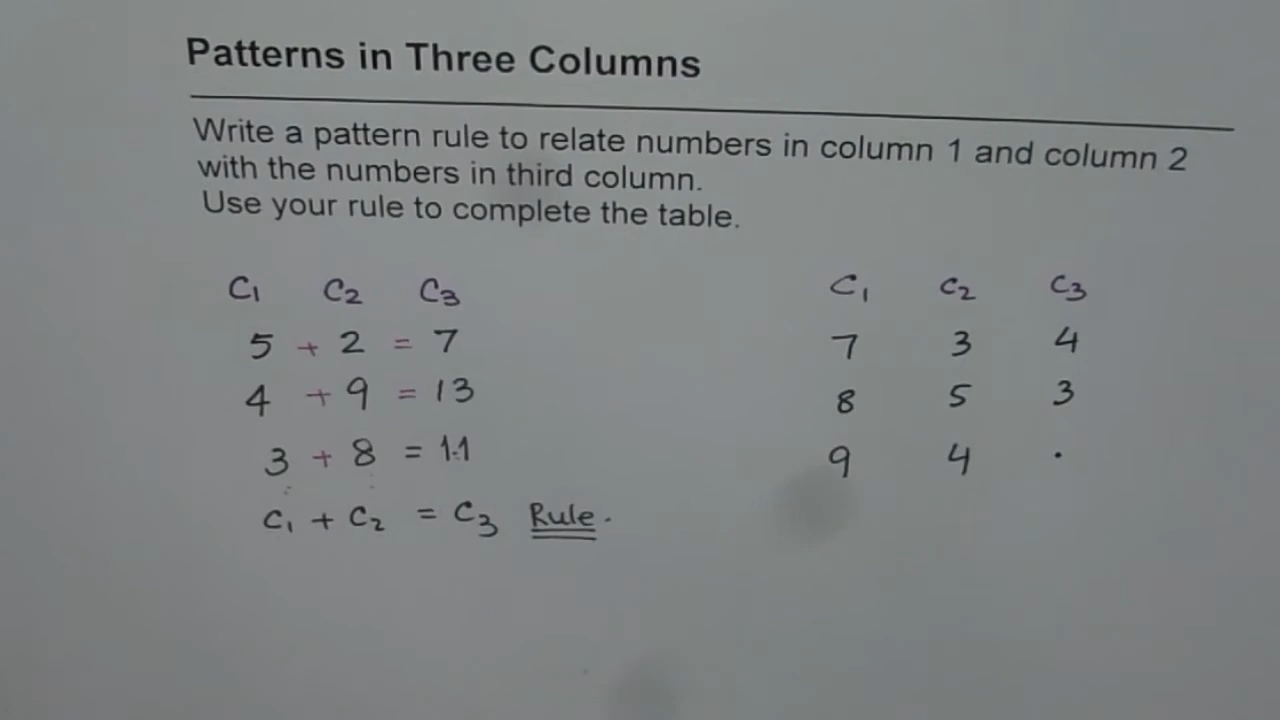 Patterns in Three Columns
Write a pattern rule to relate numbers in column 1 and column 2
with the numbers in third column.
Use your rule to complete the table.
C₁ C₂ C₃
5 + 2 = 7
4 + 9 = 13
3 + 8 = 11
C₁ + C₂ = C₃ Rule.
C₁ C₂ C₃
7 3 4
8 5 3
9 4 .